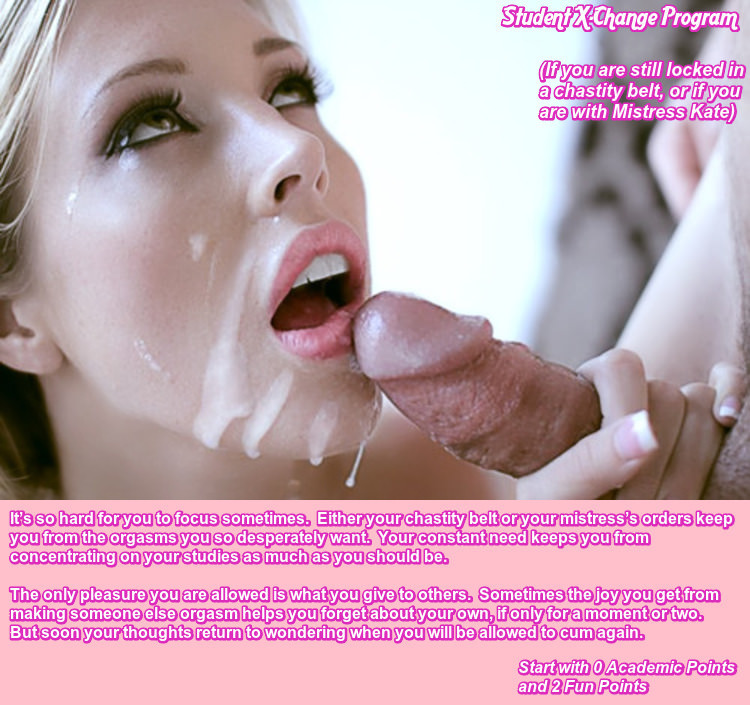 Student X-Change Program
(If you are still locked in
a chastity belt, or if you
are with Mistress Kate)
It's so hard for you to focus sometimes. Either your chastity belt or your mistress's orders keep
you from the orgasms you so desperately want. Your constant need keeps you from
concentrating on your studies as much as you should be.
The only pleasure you are allowed is what you give to others. Sometimes the joy you get from
making someone else orgasm helps you forget about your own, if only for a moment or two.
But soon your thoughts return to wondering when you will be allowed to cum again.
Start with 0 Academic Points
and 2 Fun Points